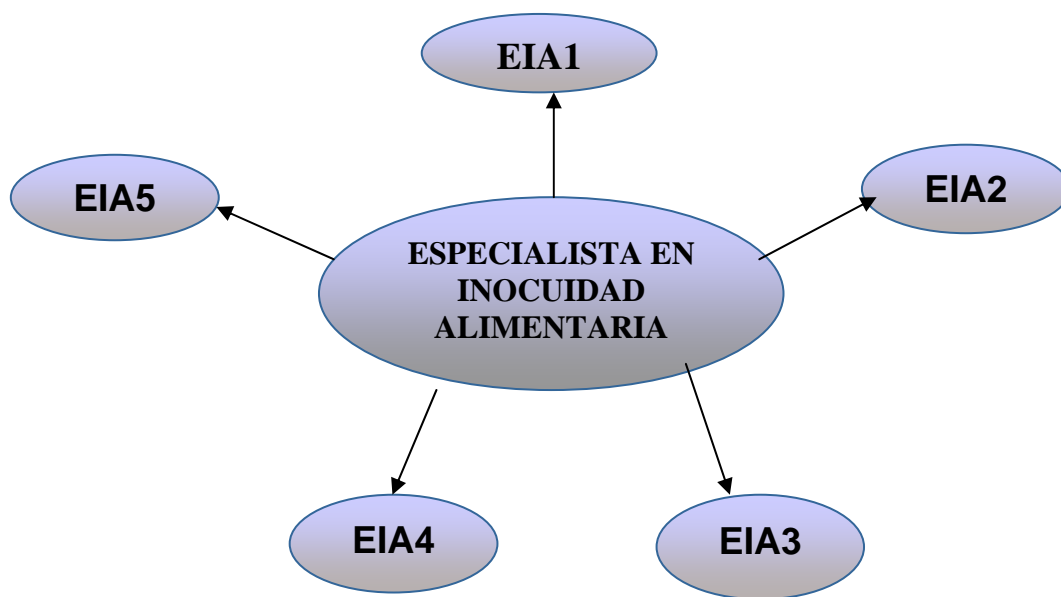 EIA1
EIA5
EIA2
ESPECIALISTA EN
INOCUIDAD
ALIMENTARIA
EIA4
EIA3